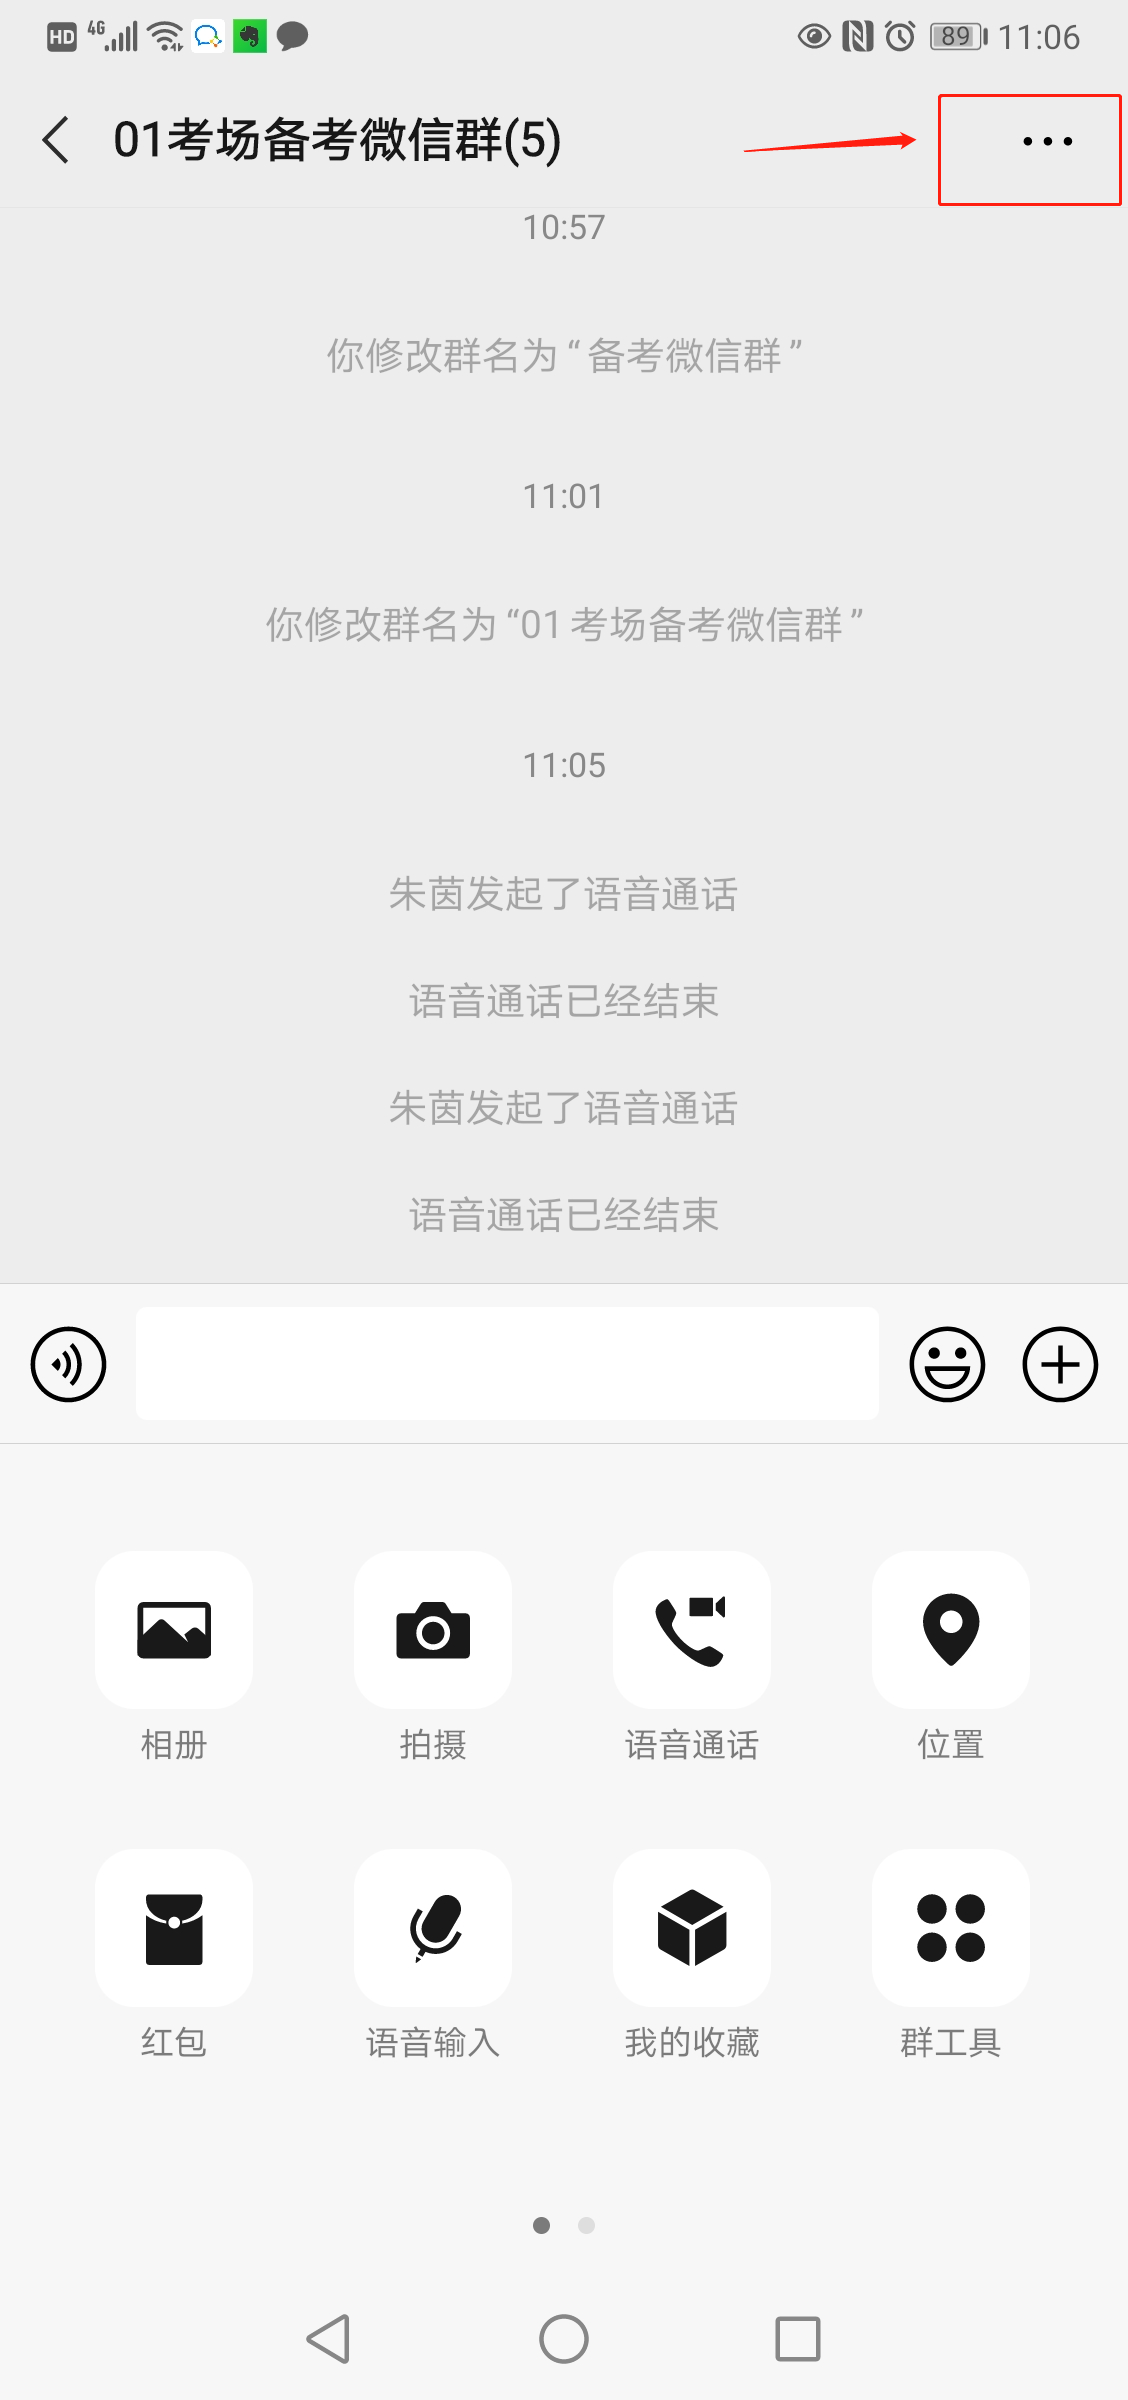 HD 4G 89 11:06
01考场备考微信群(5)
10:57
你修改群名为“备考微信群”
11:01
你修改群名为“01考场备考微信群”
11:05
朱茵发起了语音通话
语音通话已经结束
朱茵发起了语音通话
语音通话已经结束
相册 拍摄 语音通话 位置
红包 语音输入 我的收藏 群工具